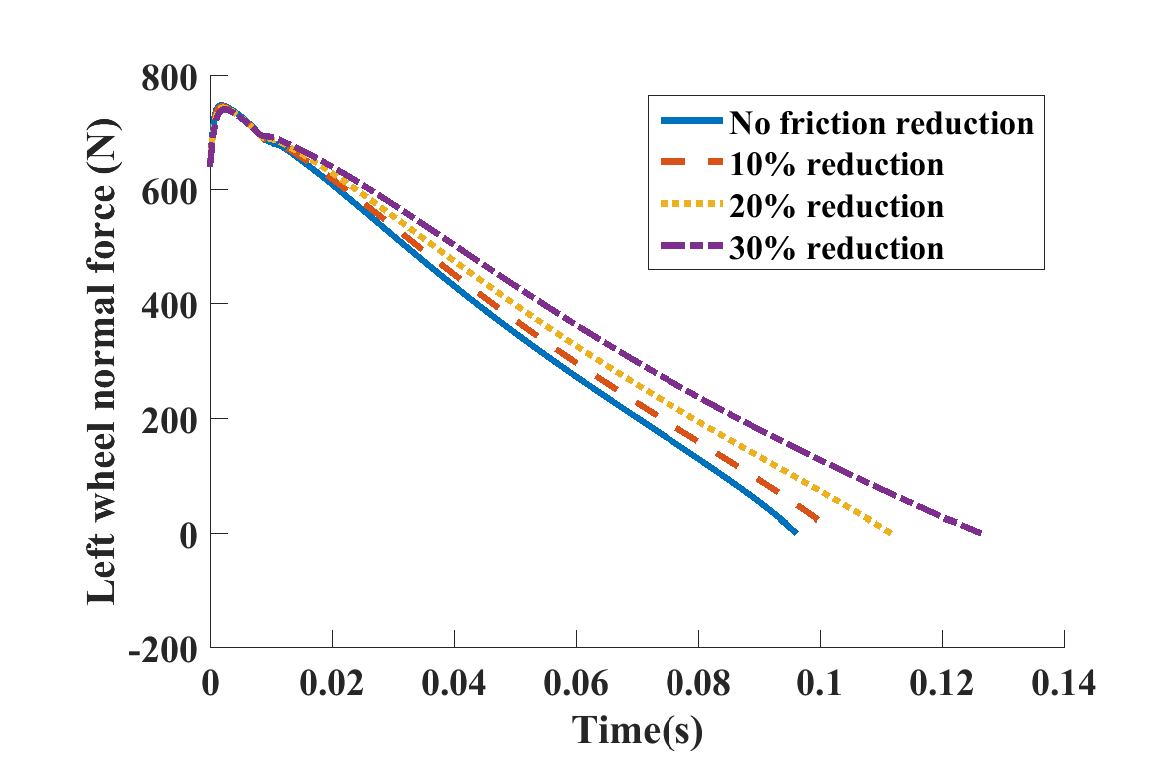 800
600
400
200
0
-200
Left wheel normal force (N)
No friction reduction
10% reduction
20% reduction
30% reduction
0 0.02 0.04 0.06 0.08 0.1 0.12 0.14
Time(s)